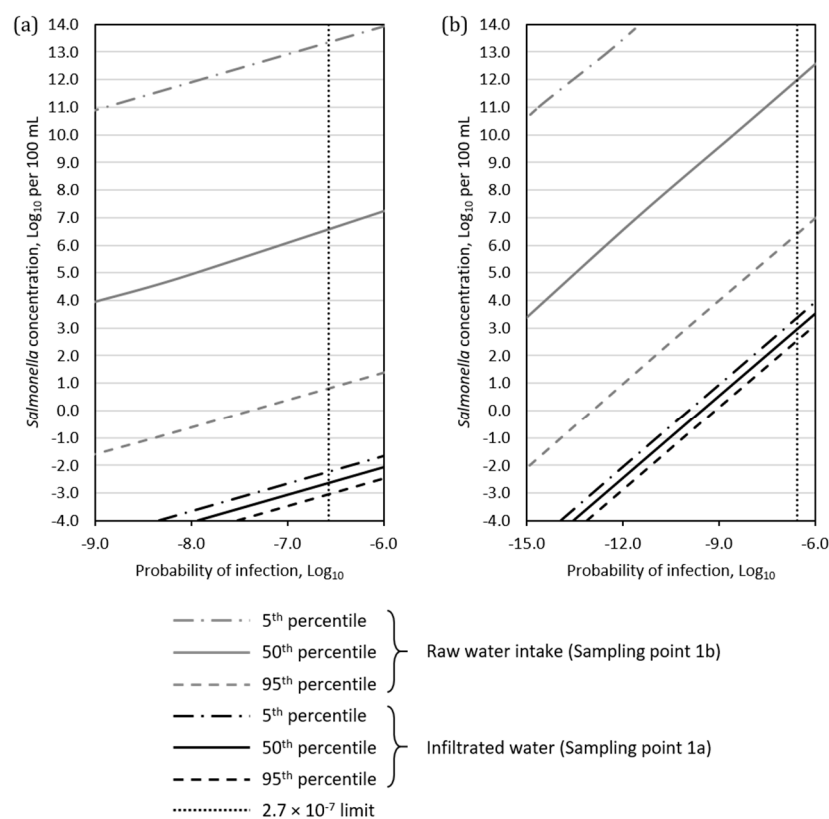 (a)
Salmonella concentration, Log10 per 100 mL
14.0
13.0
12.0
11.0
10.0
9.0
8.0
7.0
6.0
5.0
4.0
3.0
2.0
1.0
0.0
-1.0
-2.0
-3.0
-4.0
-9.0 -8.0 -7.0 -6.0
Probability of infection, Log10
(b)
Salmonella concentration, Log10 per 100 mL
14.0
13.0
12.0
11.0
10.0
9.0
8.0
7.0
6.0
5.0
4.0
3.0
2.0
1.0
0.0
-1.0
-2.0
-3.0
-4.0
-15.0 -12.0 -9.0 -6.0
Probability of infection, Log10
5th percentile
50th percentile
95th percentile
Raw water intake (Sampling point 1b)
5th percentile
50th percentile
95th percentile
Infiltrated water (Sampling point 1a)
2.7 × 10-7 limit